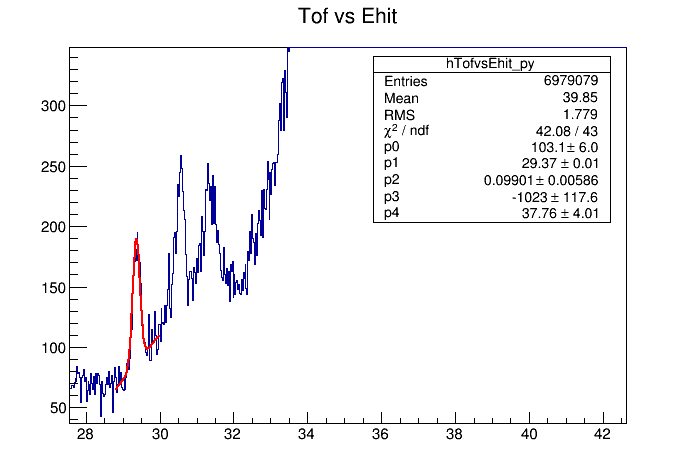 Tof vs Ehit
hTofvsEhit_py
Entries 6979079
Mean 39.85
RMS 1.779
χ² / ndf 42.08 / 43
p0 103.1 ± 6.0
p1 29.37 ± 0.01
p2 0.09901 ± 0.00586
p3 -1023 ± 117.6
p4 37.76 ± 4.01
300
250
200
150
100
50
28 30 32 34 36 38 40 42